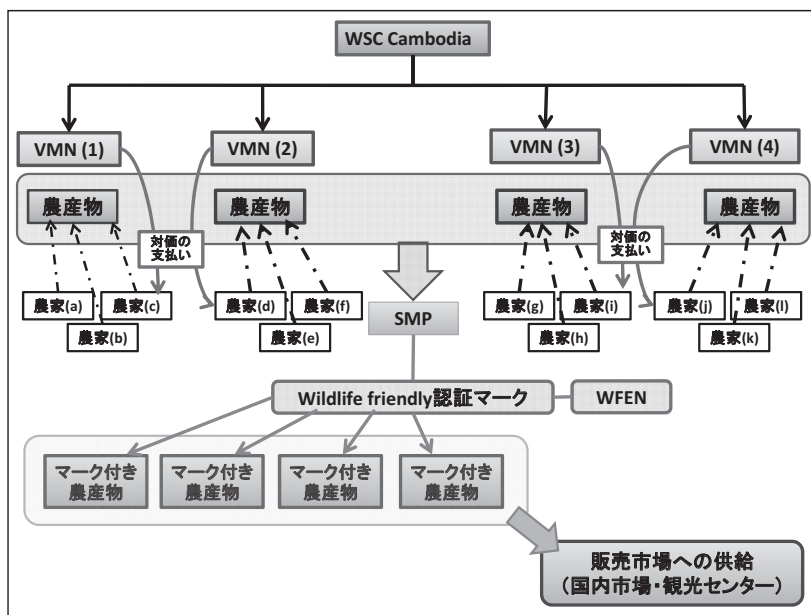 WSC Cambodia
VMN (1)
VMN (2)
VMN (3)
VMN (4)
農産物
農産物
農産物
農産物
対価の
支払い
対価の
支払い
農家(a)
農家(c)
農家(d)
農家(f)
農家(g)
農家(i)
農家(j)
農家(l)
農家(b)
農家(e)
農家(h)
農家(k)
SMP
Wildlife friendly認証マーク
WFEN
マーク付き
農産物
マーク付き
農産物
マーク付き
農産物
マーク付き
農産物
販売市場への供給
(国内市場・観光センター)